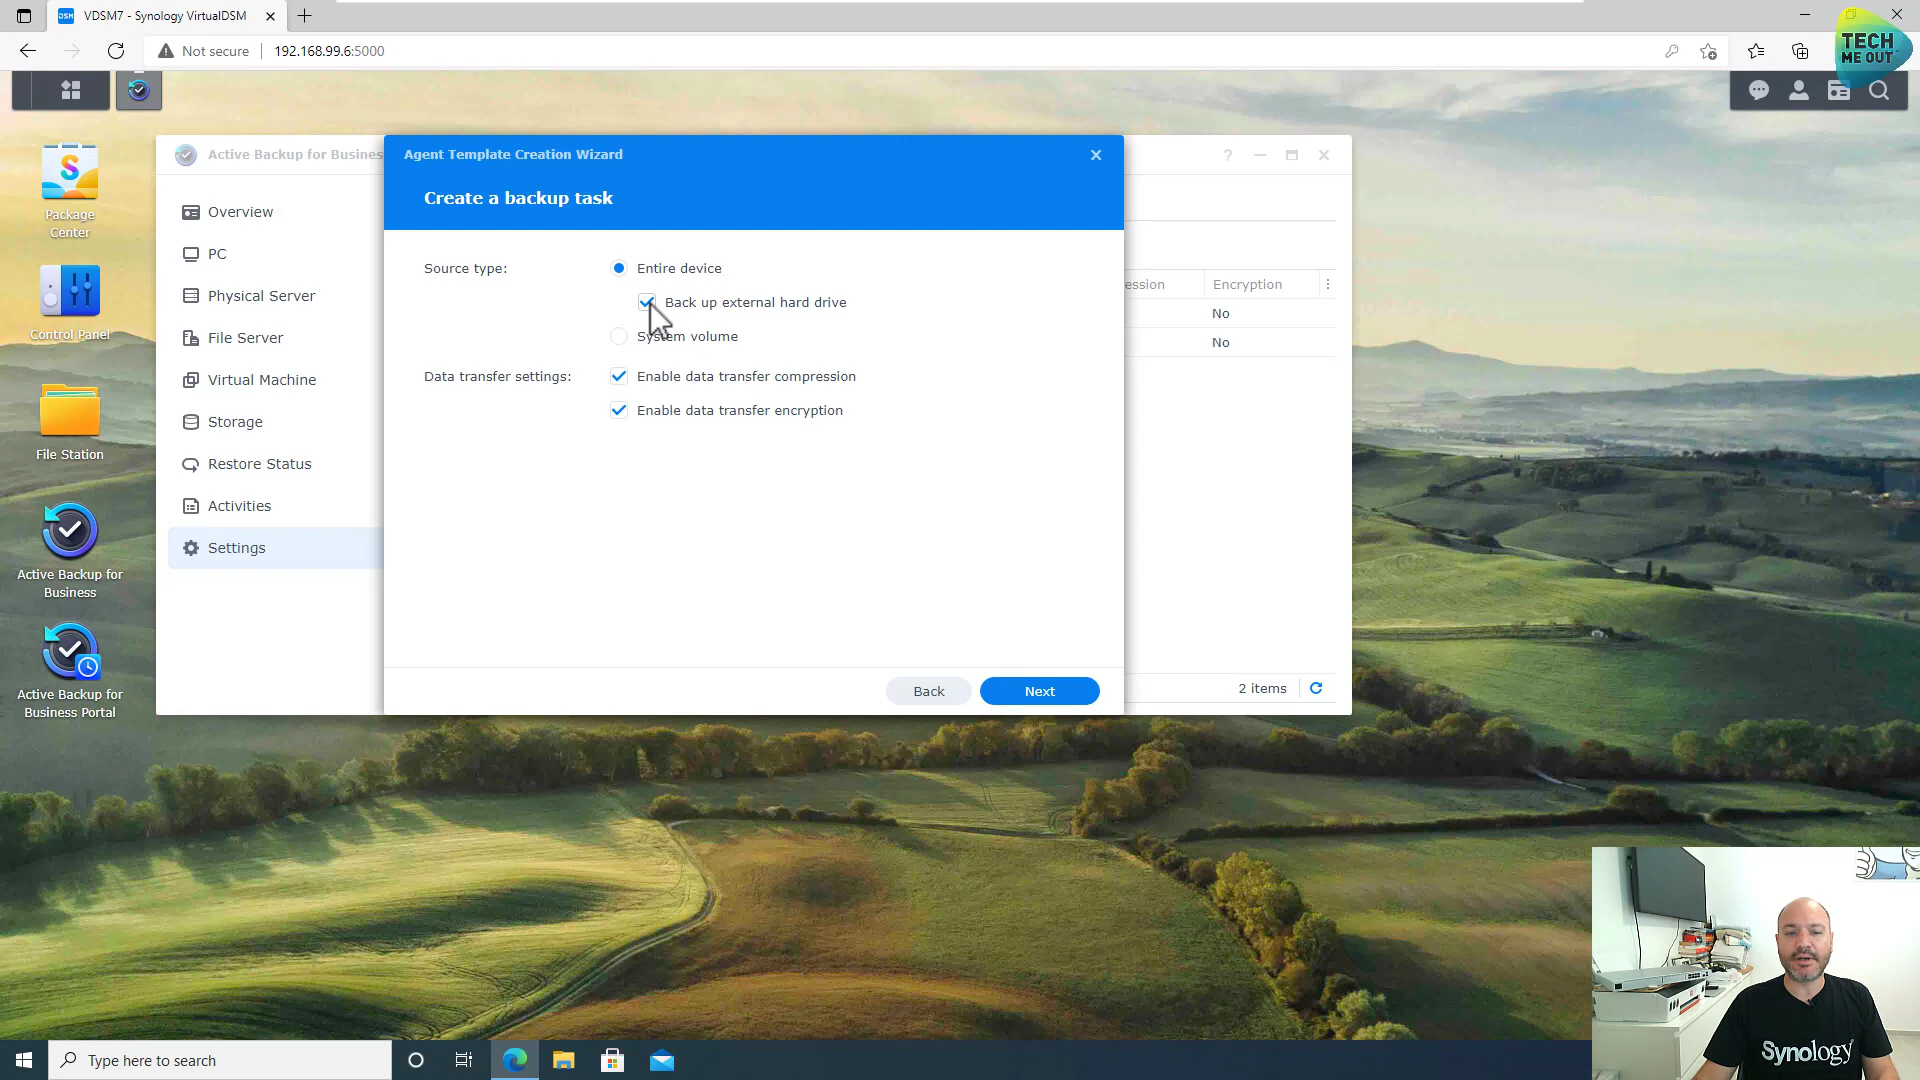 VDSM7 - Synology VirtualDSM
Not secure
192.168.99.6:5000
TECH
ME OUT
Package
Center
Control Panel
File Station
Active Backup for
Business
Active Backup for
Business Portal
Active Backup for Busines
Overview
PC
Physical Server
File Server
Virtual Machine
Storage
Restore Status
Activities
Settings
Agent Template Creation Wizard
Create a backup task
Source type:
Entire device
Back up external hard drive
System volume
Data transfer settings:
Enable data transfer compression
Enable data transfer encryption
Back
Next
ession
Encryption
No
No
2 items
Type here to search
Synology